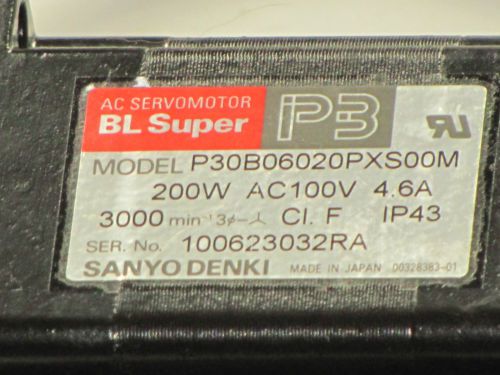 AC SERVOMOTOR
BL Super P3
MODEL P30B06020PXS00M
200W AC100V 4.6A
3000 min⁻¹ 3ϕ-⅄ Cl. F IP43
SER. No. 100623032RA
SANYO DENKI MADE IN JAPAN 00328383-01